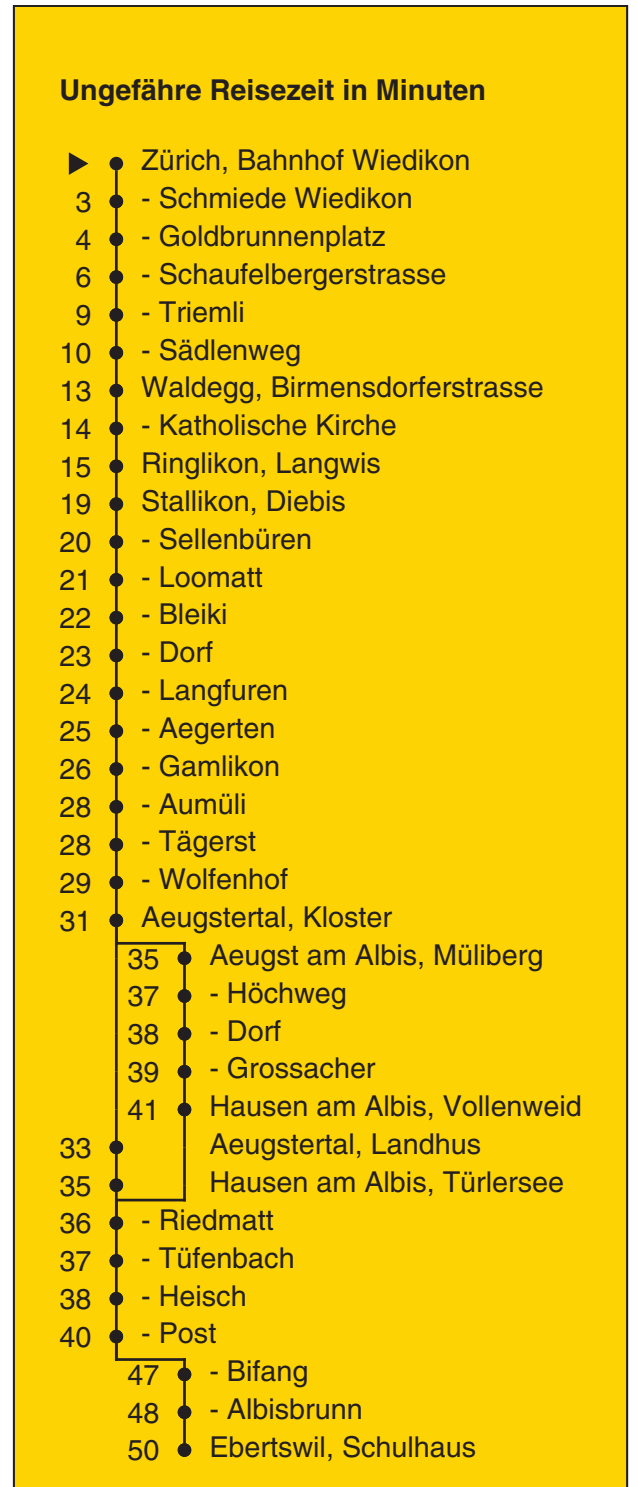 Ungefähre Reisezeit in Minuten
Zürich, Bahnhof Wiedikon
3 - Schmiede Wiedikon
4 - Goldbrunnenplatz
6 - Schaufelbergerstrasse
9 - Triemli
10 - Sädlenweg
13 Waldegg, Birmensdorferstrasse
14 - Katholische Kirche
15 Ringlikon, Langwis
19 Stallikon, Diebis
20 - Sellenbüren
21 - Loomatt
22 - Bleiki
23 - Dorf
24 - Langfuren
25 - Aegerten
26 - Gamlikon
28 - Aumüli
28 - Tägerst
29 - Wolfenhof
31 Aeugstertal, Kloster
35 Aeugst am Albis, Müliberg
37 - Höchweg
38 - Dorf
39 - Grossacher
41 Hausen am Albis, Vollenweid
33 Aeugstertal, Landhus
35 Hausen am Albis, Türlersee
36 - Riedmatt
37 - Tüfenbach
38 - Heisch
40 - Post
47 - Bifang
48 - Albisbrunn
50 Ebertswil, Schulhaus